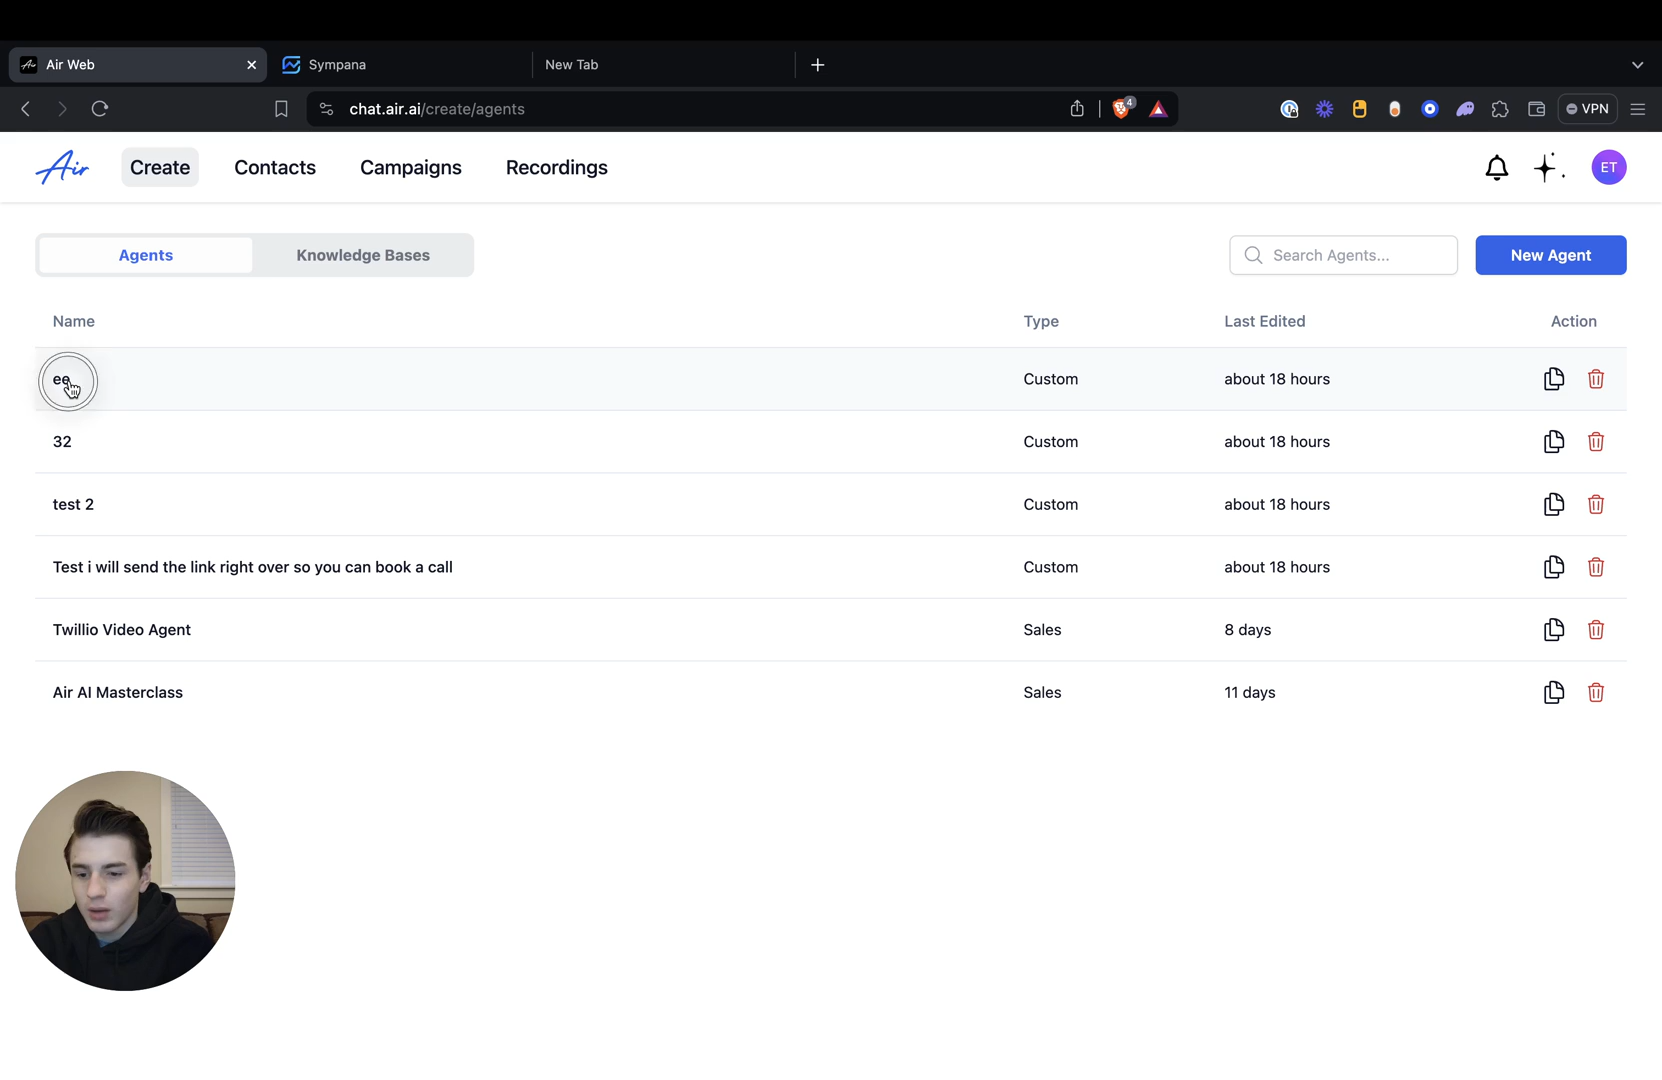 Air Web
Sympana
New Tab
chat.air.ai/create/agents
4
VPN
Air
Create
Contacts
Campaigns
Recordings
ET
Agents
Knowledge Bases
Search Agents...
New Agent
Name
Type
Last Edited
Action
ee
Custom
about 18 hours
32
Custom
about 18 hours
test 2
Custom
about 18 hours
Test i will send the link right over so you can book a call
Custom
about 18 hours
Twillio Video Agent
Sales
8 days
Air AI Masterclass
Sales
11 days